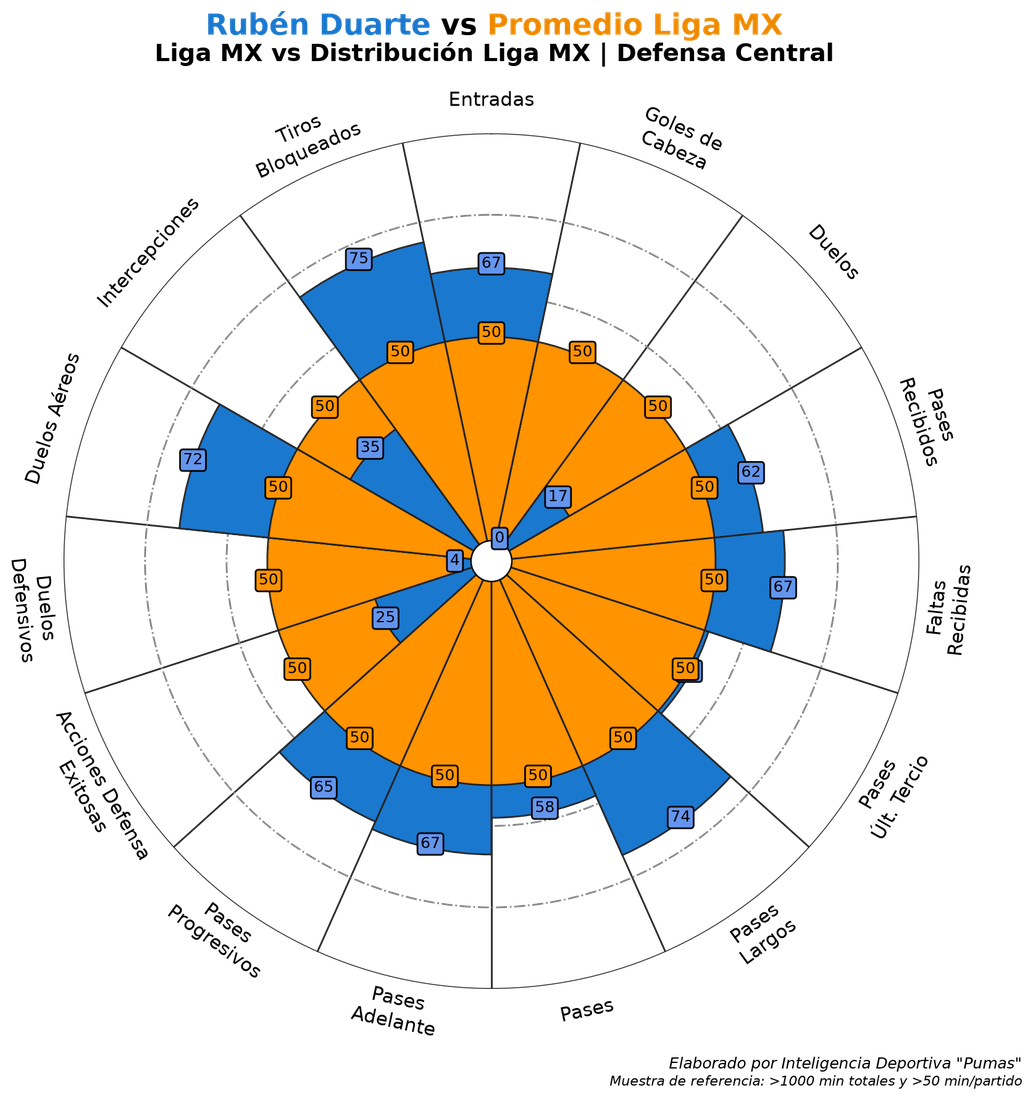 Rubén Duarte vs Promedio Liga MX
Liga MX vs Distribución Liga MX | Defensa Central
Entradas
Goles de
Cabeza
Duelos
Pases
Recibidos
Faltas
Recibidas
Pases
Últ. Tercio
Pases
Largos
Pases
Pases
Adelante
Pases
Progresivos
Acciones Defensa
Exitosas
Duelos
Defensivos
Duelos Aéreos
Intercepciones
Tiros
Bloqueados
67
50
0
50
17
50
62
50
67
50
50
74
50
58
50
67
50
65
50
25
50
4
50
72
50
35
50
75
50
Elaborado por Inteligencia Deportiva "Pumas"
Muestra de referencia: >1000 min totales y >50 min/partido